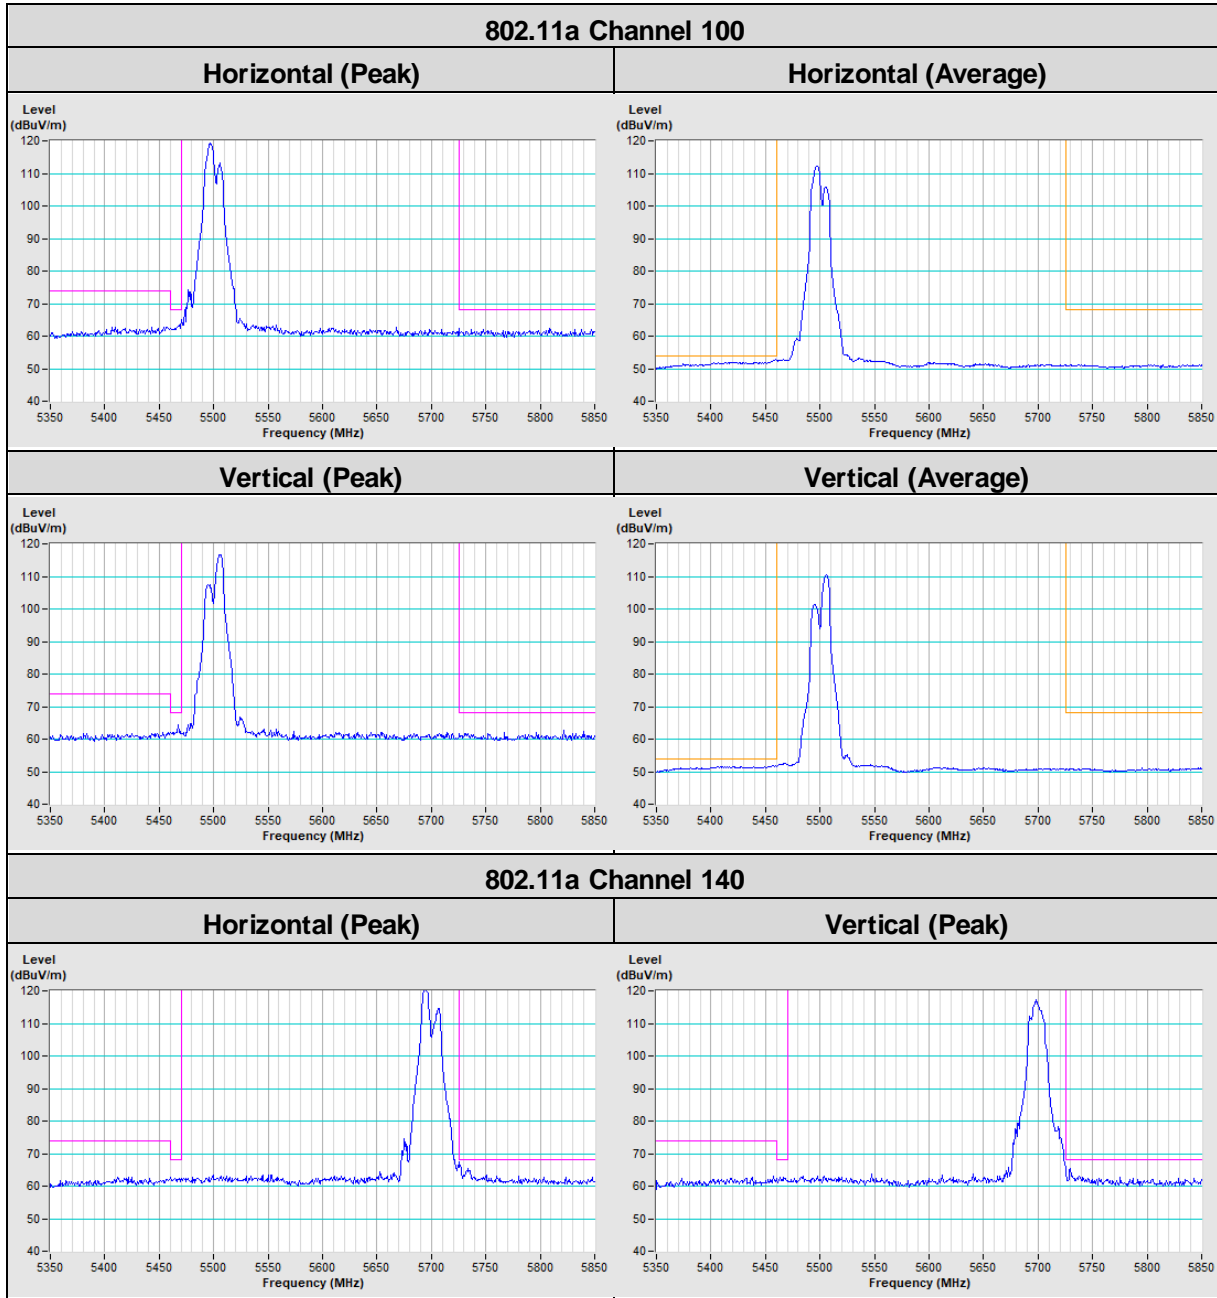 802.11a Channel 100
Horizontal (Peak) Horizontal (Average)
Level Level
(dBuV/m) (dBuV/m)
120 120
110 110
100 100
90 90
80 80
70 70
60 60
50 50
40 40
5350 5400 5450 5500 5550 5600 5650 5700 5750 5800 5850 5350 5400 5450 5500 5550 5600 5650 5700 5750 5800 5850
Frequency (MHz) Frequency (MHz)
Vertical (Peak) Vertical (Average)
Level Level
(dBuV/m) (dBuV/m)
120 120
110 110
100 100
90 90
80 80
70 70
60 60
50 50
40 40
5350 5400 5450 5500 5550 5600 5650 5700 5750 5800 5850 5350 5400 5450 5500 5550 5600 5650 5700 5750 5800 5850
Frequency (MHz) Frequency (MHz)
802.11a Channel 140
Horizontal (Peak) Vertical (Peak)
Level Level
(dBuV/m) (dBuV/m)
120 120
110 110
100 100
90 90
80 80
70 70
60 60
50 50
40 40
5350 5400 5450 5500 5550 5600 5650 5700 5750 5800 5850 5350 5400 5450 5500 5550 5600 5650 5700 5750 5800 5850
Frequency (MHz) Frequency (MHz)